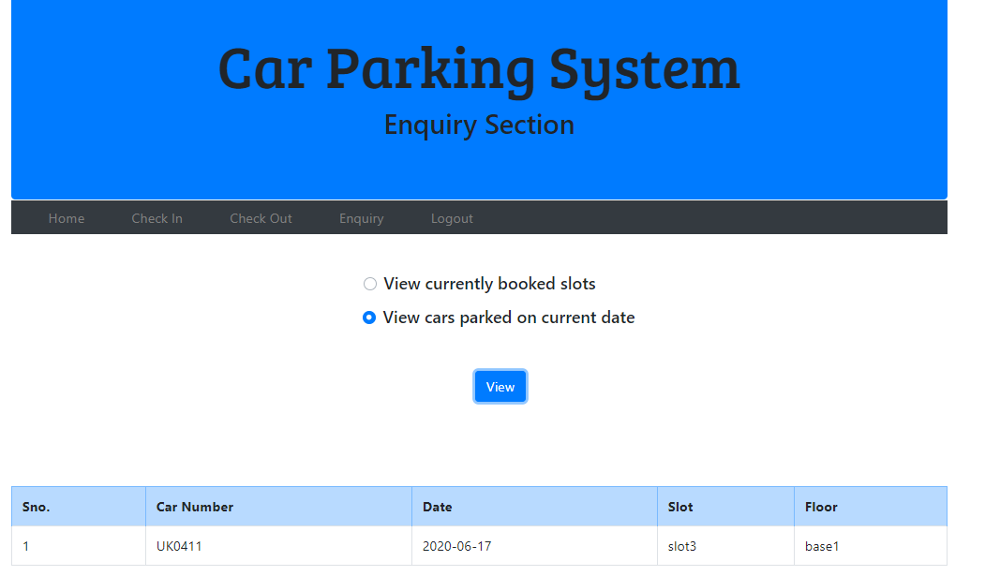 Car Parking System
Enquiry Section
Home Check In Check Out Enquiry Logout
View currently booked slots
View cars parked on current date
View
Sno. Car Number Date Slot Floor
1 UK0411 2020-06-17 slot3 base1